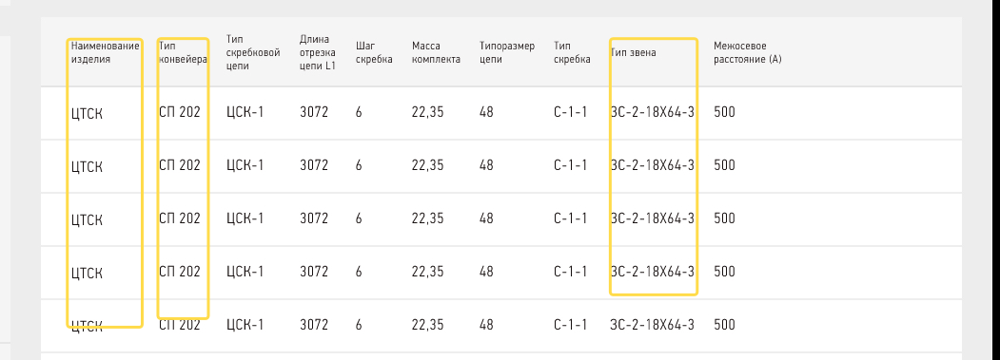 Наименование изделия Тип конвейера Тип скребковой цепи Длина отрезка цепи L1 Шаг скребка Масса комплекта Типоразмер цепи Тип скребка Тип звена Межосевое расстояние (А)
ЦТСК СП 202 ЦСК-1 3072 6 22,35 48 С-1-1 ЗС-2-18Х64-3 500
ЦТСК СП 202 ЦСК-1 3072 6 22,35 48 С-1-1 ЗС-2-18Х64-3 500
ЦТСК СП 202 ЦСК-1 3072 6 22,35 48 С-1-1 ЗС-2-18Х64-3 500
ЦТСК СП 202 ЦСК-1 3072 6 22,35 48 С-1-1 ЗС-2-18Х64-3 500
ЦТСК СП 202 ЦСК-1 3072 6 22,35 48 С-1-1 ЗС-2-18Х64-3 500